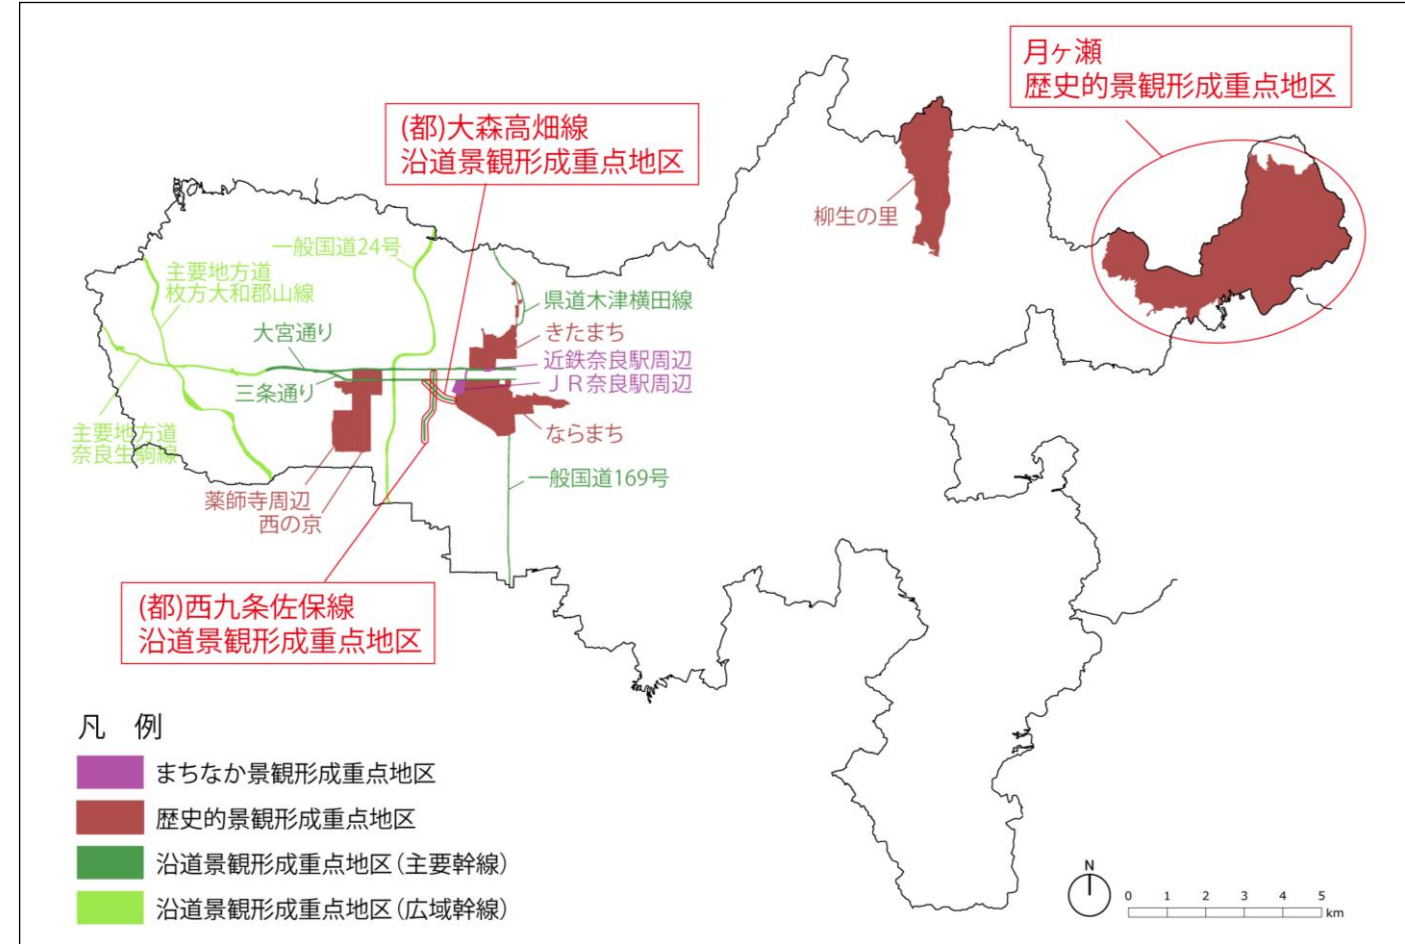 月ヶ瀬
歴史的景観形成重点地区
(都)大森高畑線
沿道景観形成重点地区
柳生の里
一般国道24号
主要地方道
枚方大和郡山線
県道木津横田線
大宮通り
きたまち
近鉄奈良駅周辺
三条通り
ＪＲ奈良駅周辺
主要地方道
奈良生駒線
ならまち
一般国道169号
薬師寺周辺
西の京
(都)西九条佐保線
沿道景観形成重点地区
凡 例
まちなか景観形成重点地区
歴史的景観形成重点地区
沿道景観形成重点地区(主要幹線)
沿道景観形成重点地区(広域幹線)
N
0 1 2 3 4 5
km